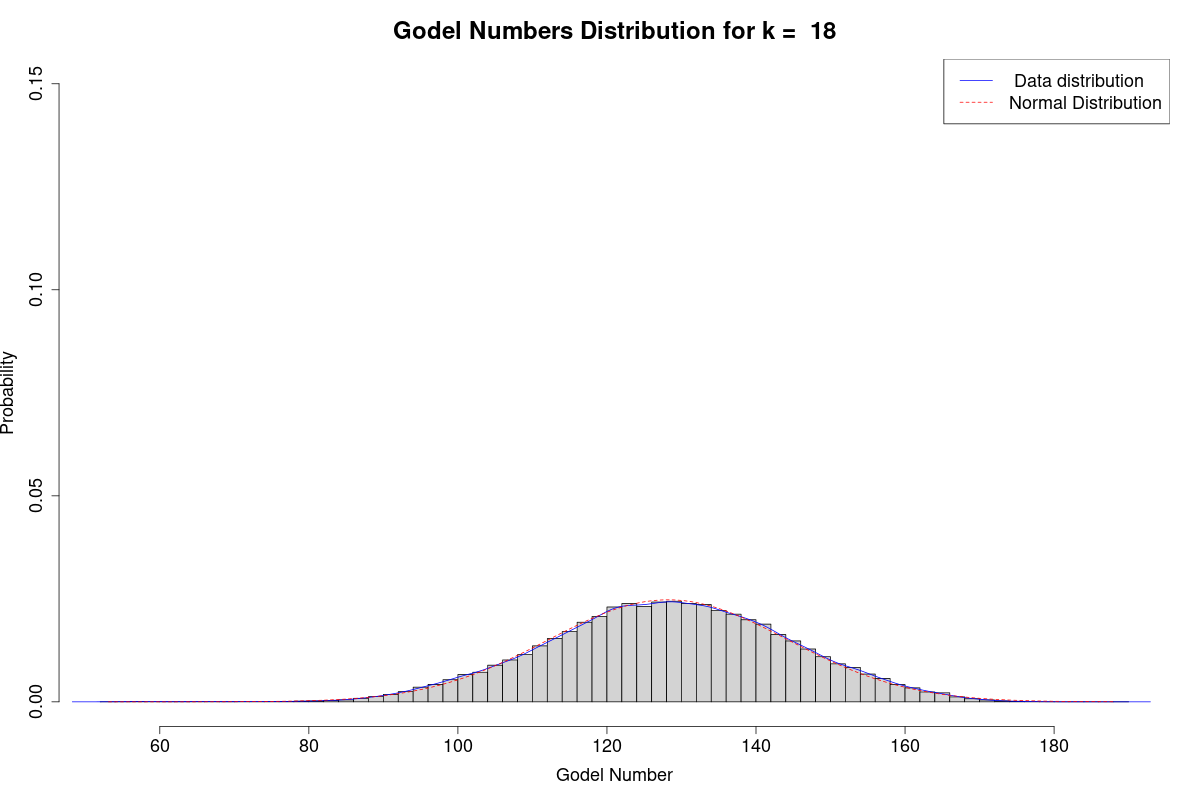 Godel Numbers Distribution for k =  18
Data distribution
Normal Distribution
0.15
0.10
0.05
0.00
Probability
60 80 100 120 140 160 180
Godel Number